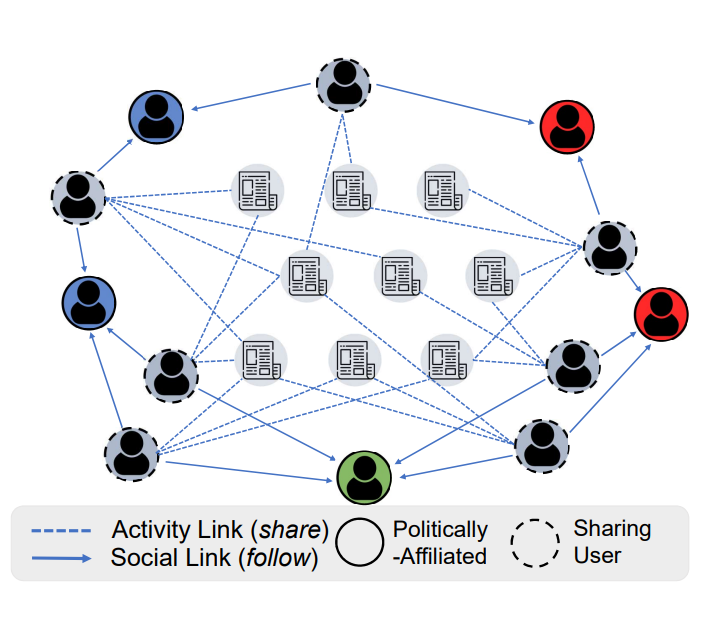 Activity Link (share)
Social Link (follow)
Politically
-Affiliated
Sharing
User